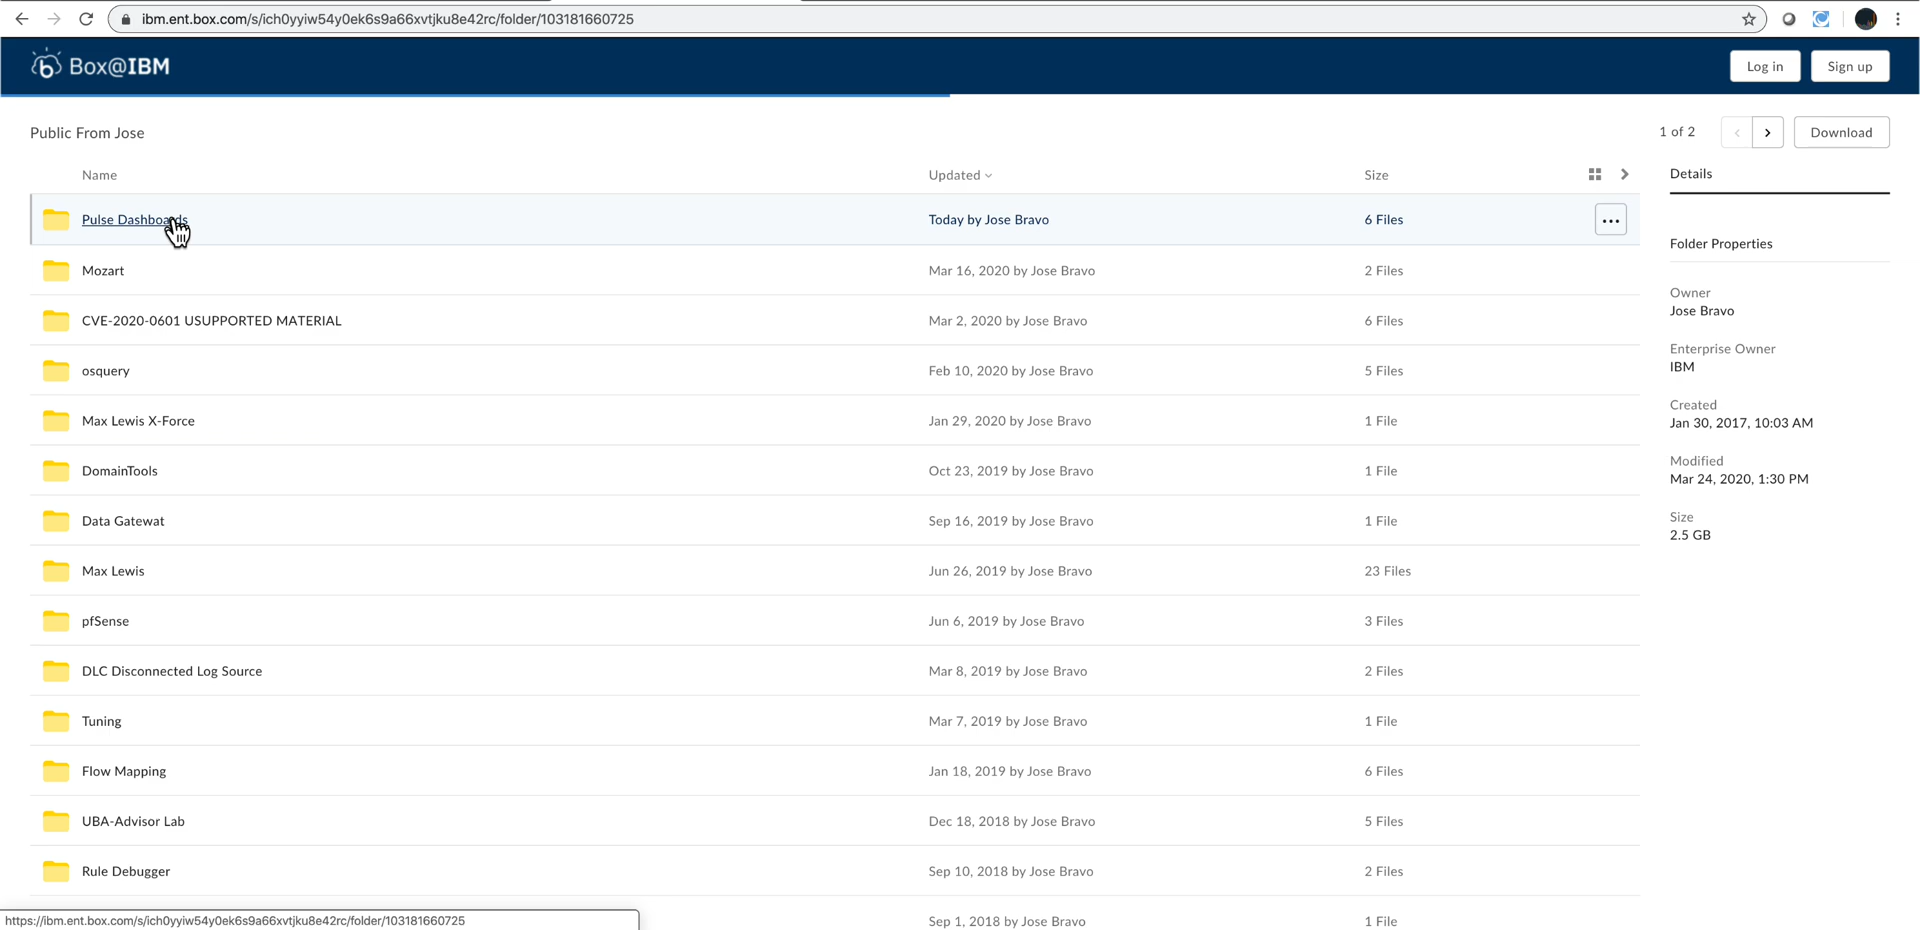 ibm.ent.box.com/s/ich0yyiw54y0ek6s9a66xvtjku8e42rc/folder/103181660725
Box@IBM
Log in
Sign up
Public From Jose
1 of 2
Download
Name Updated Size
Details
Pulse Dashboards Today by Jose Bravo 6 Files
Folder Properties
Mozart Mar 16, 2020 by Jose Bravo 2 Files
Owner
Jose Bravo
CVE-2020-0601 USUPPORTED MATERIAL Mar 2, 2020 by Jose Bravo 6 Files
Enterprise Owner
IBM
osquery Feb 10, 2020 by Jose Bravo 5 Files
Created
Jan 30, 2017, 10:03 AM
Max Lewis X-Force Jan 29, 2020 by Jose Bravo 1 File
Modified
Mar 24, 2020, 1:30 PM
DomainTools Oct 23, 2019 by Jose Bravo 1 File
Size
2.5 GB
Data Gatewat Sep 16, 2019 by Jose Bravo 1 File
Max Lewis Jun 26, 2019 by Jose Bravo 23 Files
pfSense Jun 6, 2019 by Jose Bravo 3 Files
DLC Disconnected Log Source Mar 8, 2019 by Jose Bravo 2 Files
Tuning Mar 7, 2019 by Jose Bravo 1 File
Flow Mapping Jan 18, 2019 by Jose Bravo 6 Files
UBA-Advisor Lab Dec 18, 2018 by Jose Bravo 5 Files
Rule Debugger Sep 10, 2018 by Jose Bravo 2 Files
https://ibm.ent.box.com/s/ich0yyiw54y0ek6s9a66xvtjku8e42rc/folder/103181660725
Sep 1, 2018 by Jose Bravo 1 File